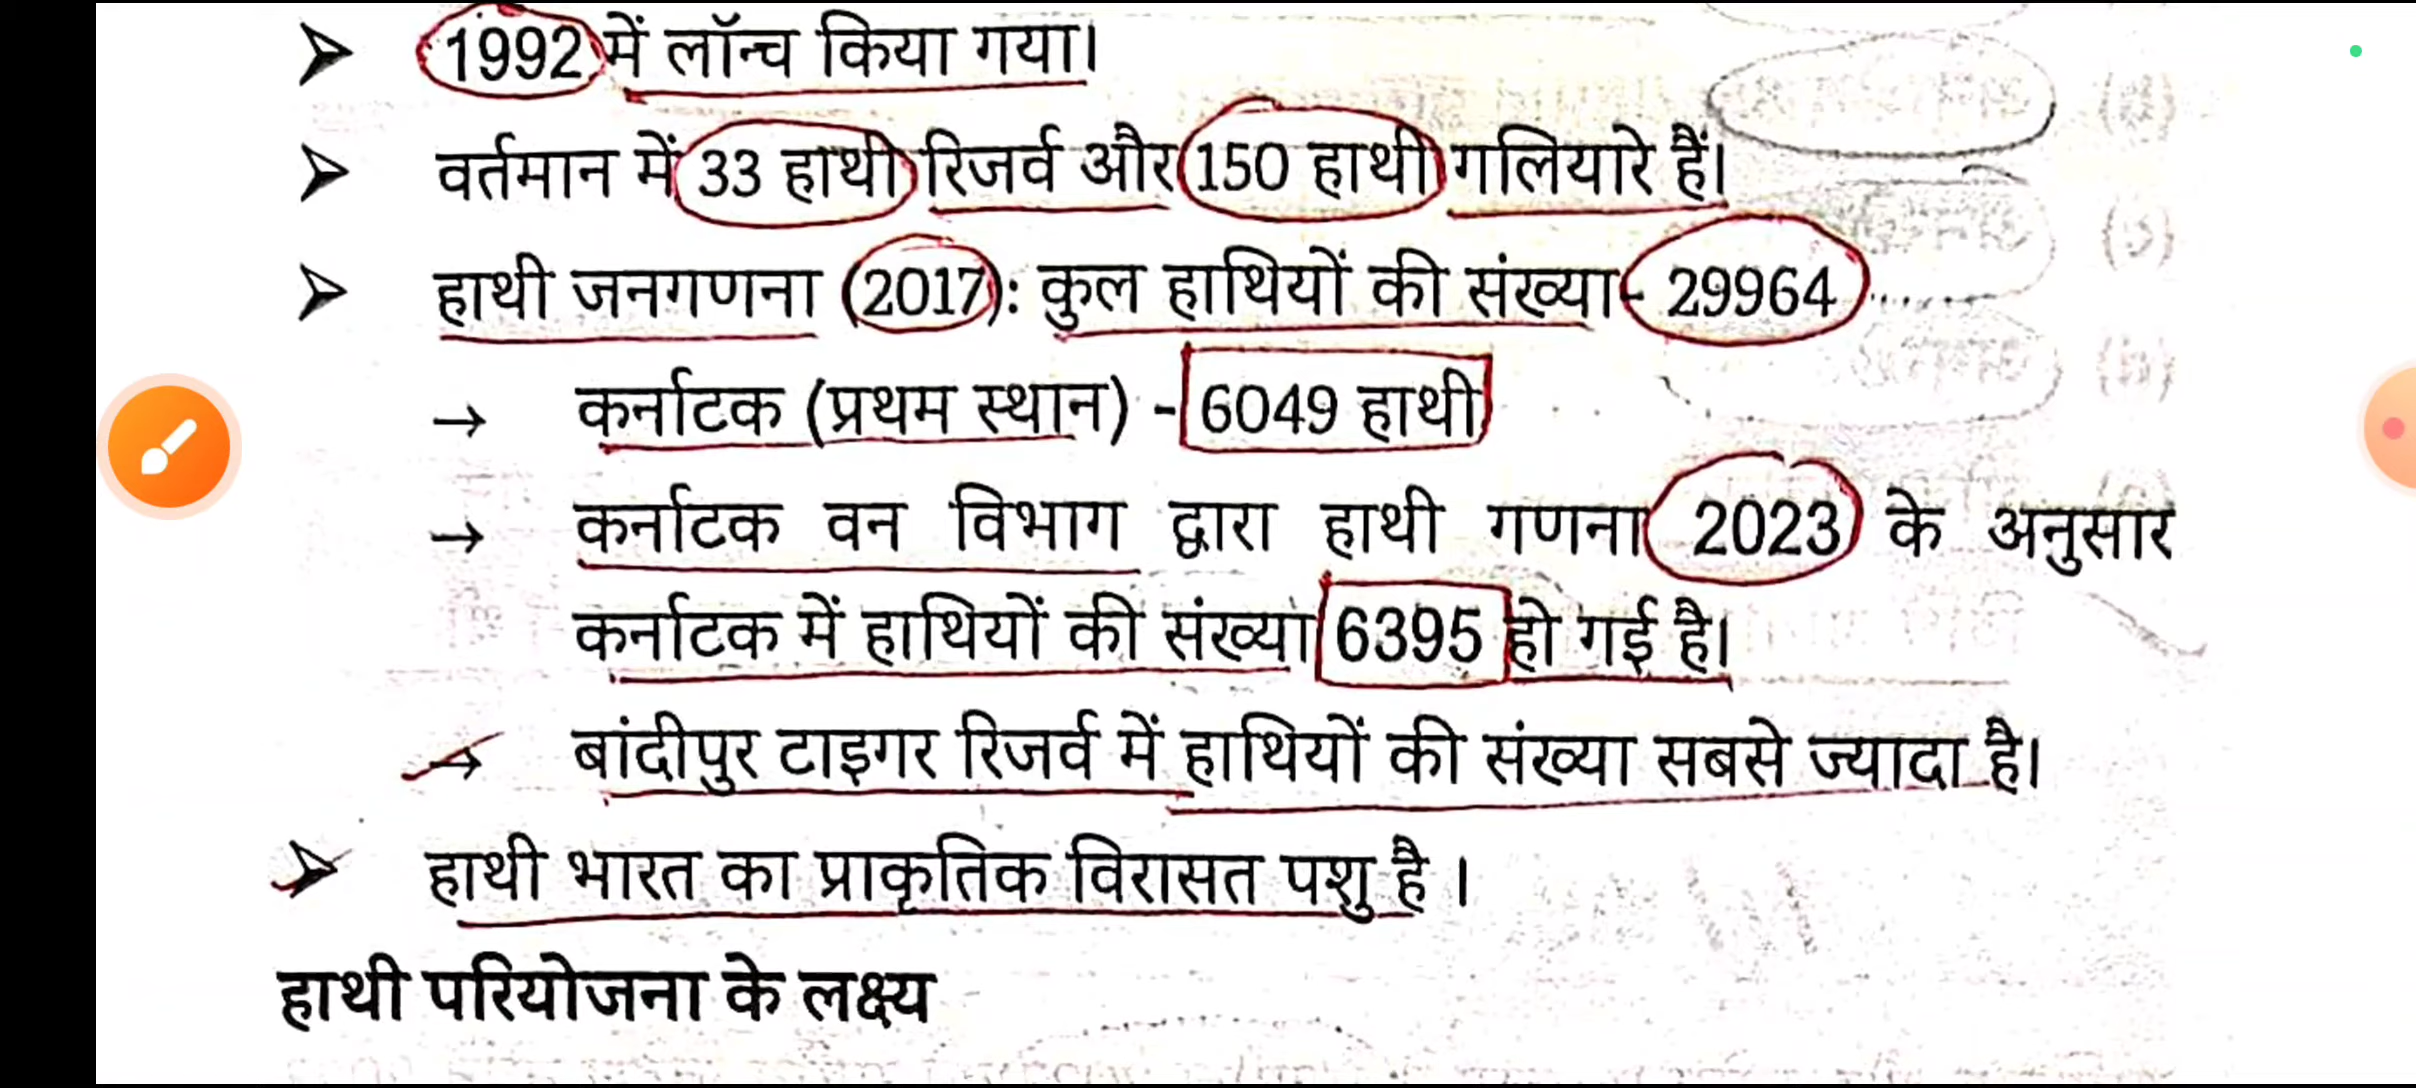 ➢ 1992 में लॉन्च किया गया।
➢ वर्तमान में 33 हाथी रिजर्व और 150 हाथी गलियारे हैं।
➢ हाथी जनगणना (2017): कुल हाथियों की संख्या- 29964
→ कर्नाटक (प्रथम स्थान) - 6049 हाथी
→ कर्नाटक वन विभाग द्वारा हाथी गणना 2023 के अनुसार
कर्नाटक में हाथियों की संख्या 6395 हो गई है।
→ बांदीपुर टाइगर रिजर्व में हाथियों की संख्या सबसे ज्यादा है।
➢ हाथी भारत का प्राकृतिक विरासत पशु है ।
हाथी परियोजना के लक्ष्य